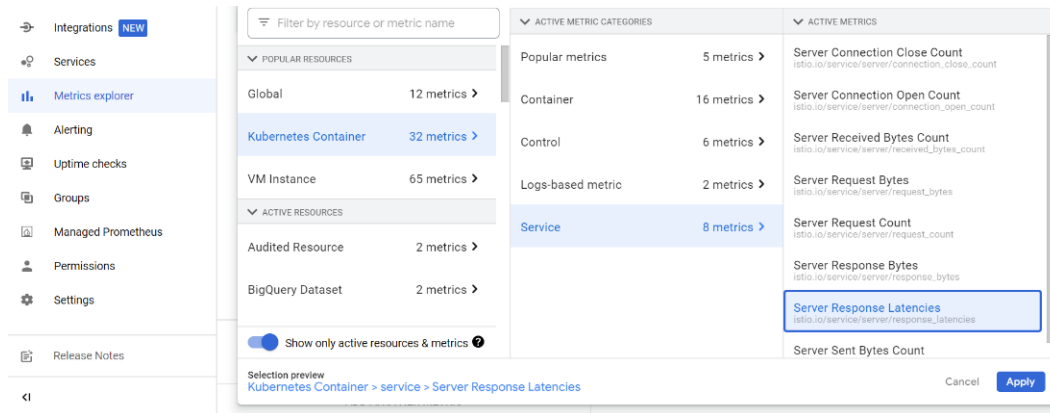 Integrations NEW
Services
Metrics explorer
Alerting
Uptime checks
Groups
Managed Prometheus
Permissions
Settings
Release Notes
Filter by resource or metric name
POPULAR RESOURCES
Global 12 metrics
Kubernetes Container 32 metrics
VM Instance 65 metrics
ACTIVE RESOURCES
Audited Resource 2 metrics
BigQuery Dataset 2 metrics
Show only active resources & metrics ?
ACTIVE METRIC CATEGORIES
Popular metrics 5 metrics
Container 16 metrics
Control 6 metrics
Logs-based metric 2 metrics
Service 8 metrics
ACTIVE METRICS
Server Connection Close Count
istio.io/service/server/connection_close_count
Server Connection Open Count
istio.io/service/server/connection_open_count
Server Received Bytes Count
istio.io/service/server/received_bytes_count
Server Request Bytes
istio.io/service/server/request_bytes
Server Request Count
istio.io/service/server/request_count
Server Response Bytes
istio.io/service/server/response_bytes
Server Response Latencies
istio.io/service/server/response_latencies
Server Sent Bytes Count
Selection preview
Kubernetes Container > service > Server Response Latencies
Cancel Apply